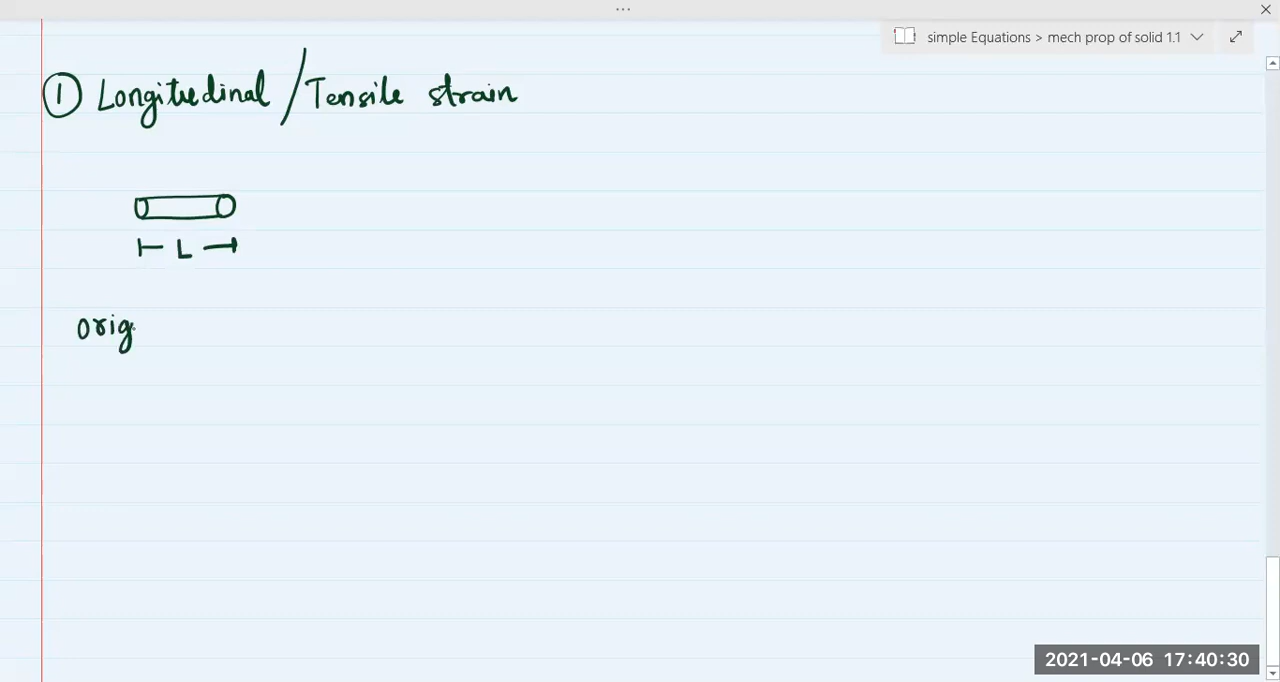 simple Equations > mech prop of solid 1.1
① Longitudinal / Tensile strain
L
orig
2021-04-06 17:40:30